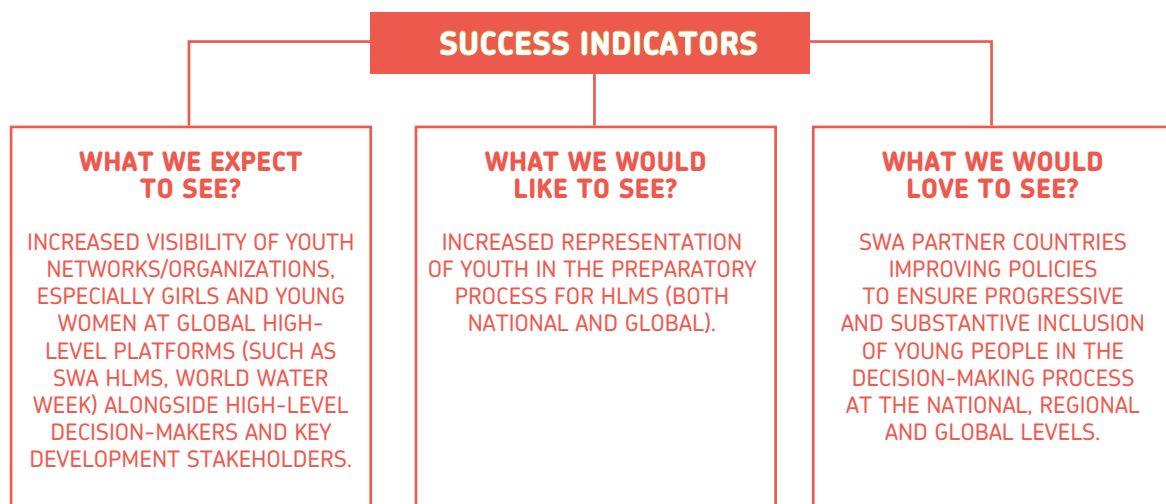 SUCCESS INDICATORS
WHAT WE EXPECT
TO SEE?
INCREASED VISIBILITY OF YOUTH
NETWORKS/ORGANIZATIONS,
ESPECIALLY GIRLS AND YOUNG
WOMEN AT GLOBAL HIGH-
LEVEL PLATFORMS (SUCH AS
SWA HLMS, WORLD WATER
WEEK) ALONGSIDE HIGH-LEVEL
DECISION-MAKERS AND KEY
DEVELOPMENT STAKEHOLDERS.
WHAT WE WOULD
LIKE TO SEE?
INCREASED REPRESENTATION
OF YOUTH IN THE PREPARATORY
PROCESS FOR HLMS (BOTH
NATIONAL AND GLOBAL).
WHAT WE WOULD
LOVE TO SEE?
SWA PARTNER COUNTRIES
IMPROVING POLICIES
TO ENSURE PROGRESSIVE
AND SUBSTANTIVE INCLUSION
OF YOUNG PEOPLE IN THE
DECISION-MAKING PROCESS
AT THE NATIONAL, REGIONAL
AND GLOBAL LEVELS.